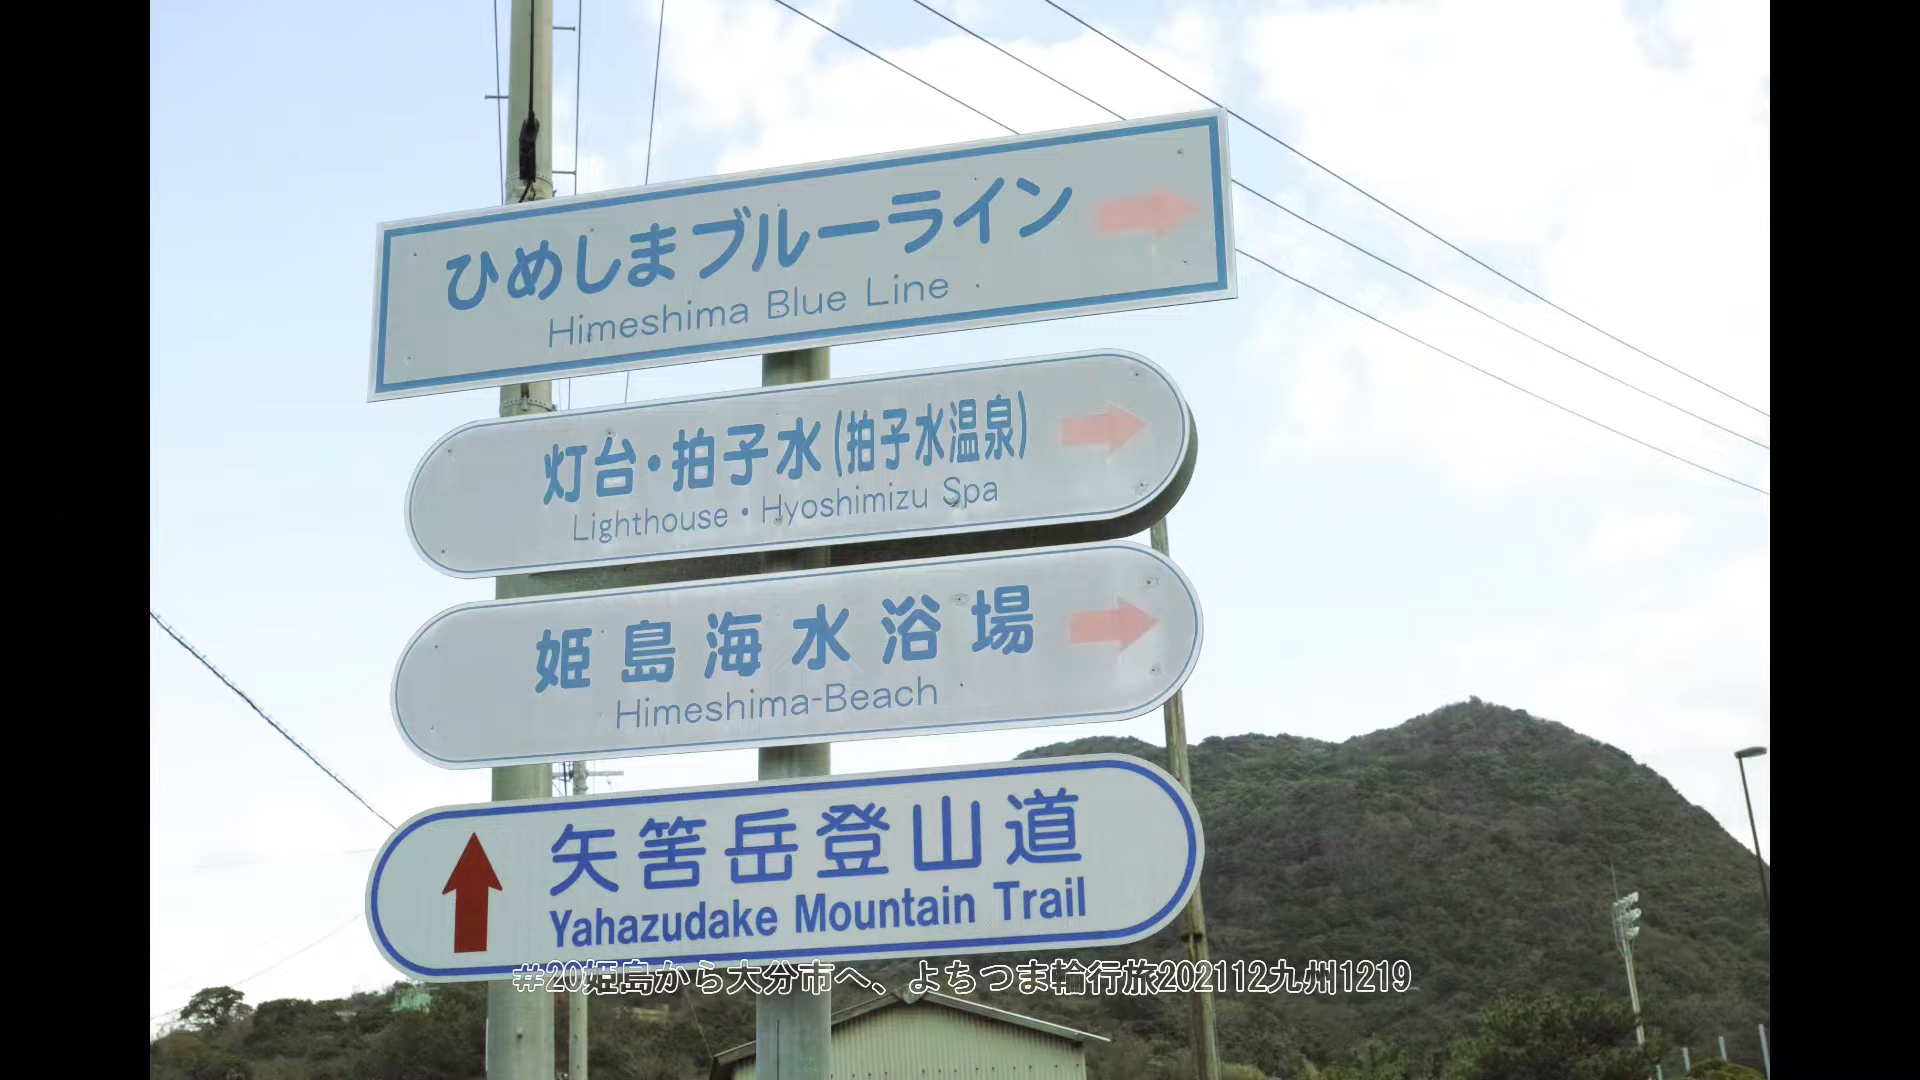 ひめしまブルーライン
Himeshima Blue Line
灯台・拍子水(拍子水温泉)
Lighthouse・Hyoshimizu Spa
姫島海水浴場
Himeshima-Beach
矢筈岳登山道
Yahazudake Mountain Trail
#20姫島から大分市へ、よちつま輪行旅202112九州1219